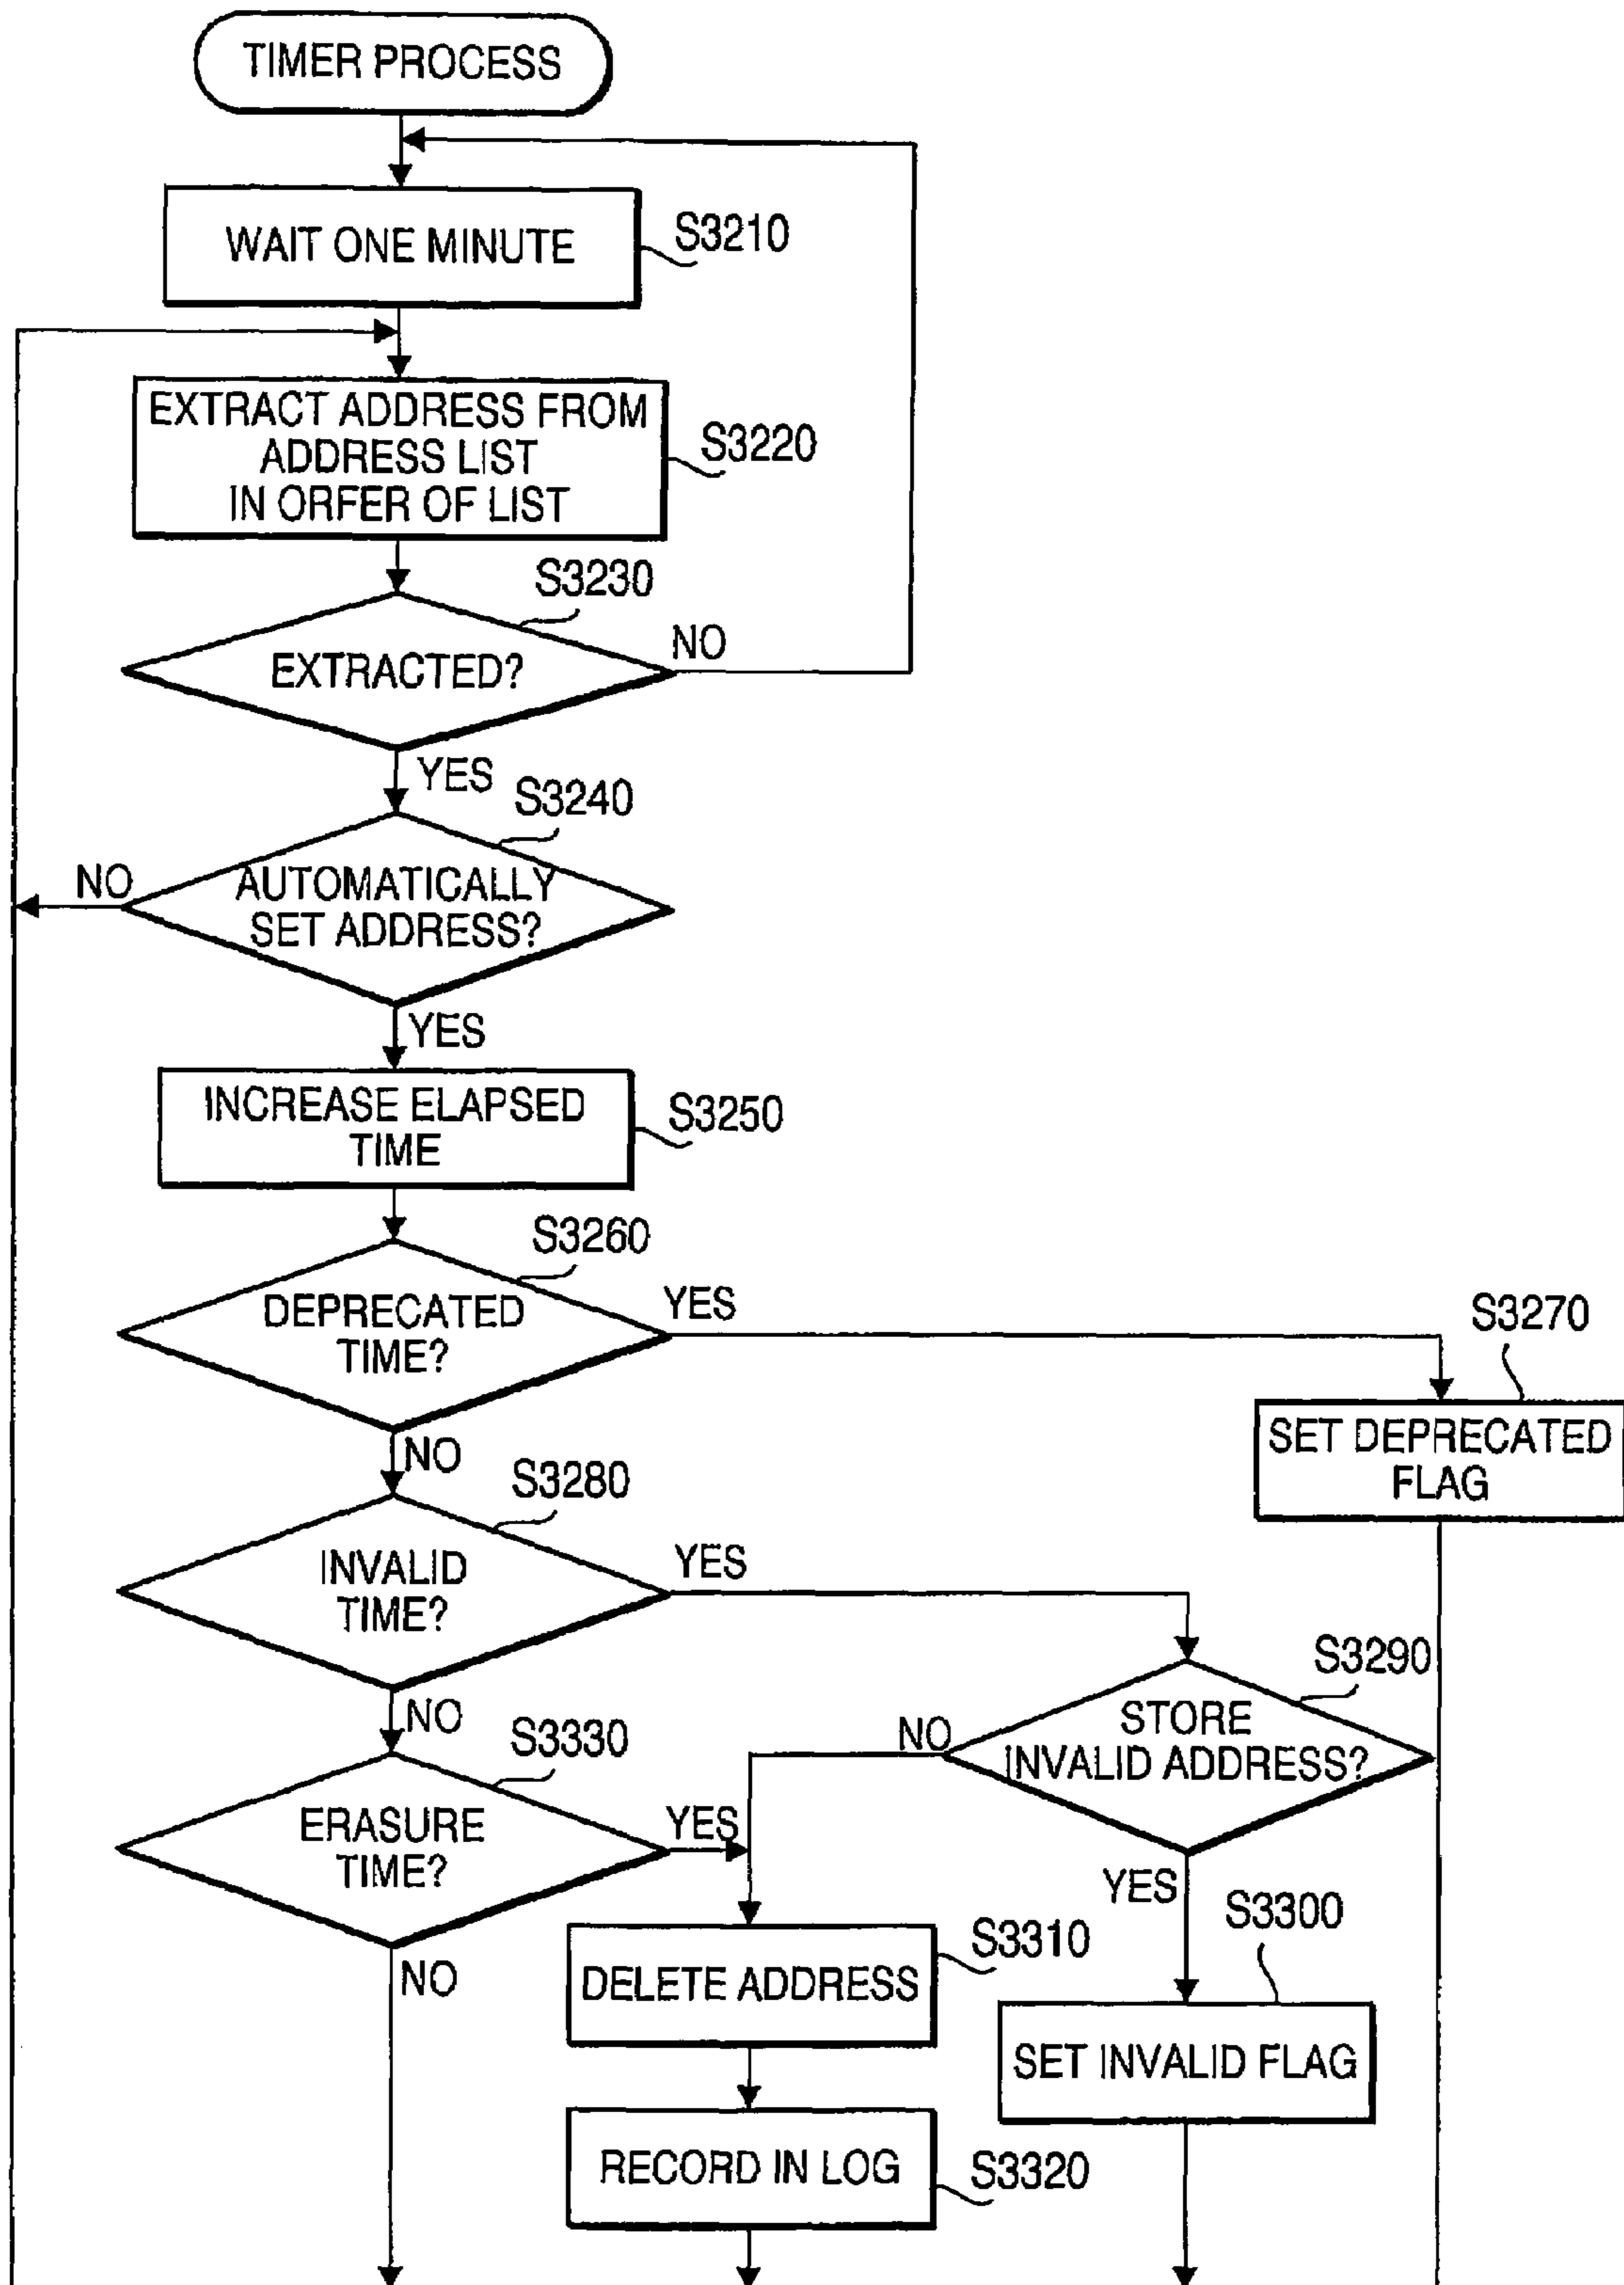 TIMER PROCESS
WAIT ONE MINUTE
S3210
EXTRACT ADDRESS FROM
ADDRESS LIST
IN ORFER OF LIST
S3220
S3230
EXTRACTED?
NO
YES
S3240
NO
AUTOMATICALLY
SET ADDRESS?
YES
INCREASE ELAPSED
TIME
S3250
S3260
DEPRECATED
TIME?
YES
S3270
SET DEPRECATED
FLAG
NO
S3280
INVALID
TIME?
YES
S3290
STORE
INVALID ADDRESS?
NO
NO
S3330
ERASURE
TIME?
YES
YES
S3300
NO
DELETE ADDRESS
S3310
SET INVALID FLAG
RECORD IN LOG
S3320